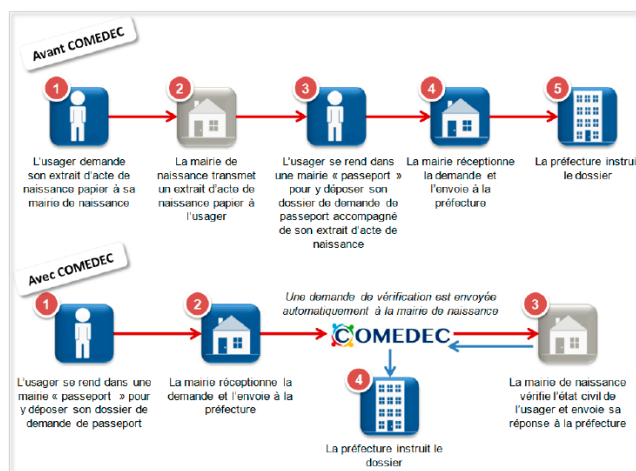 Avant COMEDEC
1
2
3
4
5
L'usager demande
son extrait d'acte de
naissance papier à sa
mairie de naissance
La mairie de
naissance transmet
un extrait d'acte de
naissance papier à
l'usager
L'usager se rend dans
une mairie « passeport »
pour y déposer son
dossier de demande de
passeport accompagné
de son extrait d'acte de
naissance
La mairie réceptionne
la demande et
l'envoie à la
préfecture
La préfecture instruit
le dossier
Avec COMEDEC
1
2
Une demande de vérification est envoyée
automatiquement à la mairie de naissance
3
COMEDEC
L'usager se rend dans une
mairie « passeport » pour
y déposer son dossier de
demande de passeport
La mairie réceptionne la
demande et l'envoie à la
préfecture
4
La préfecture instruit le
dossier
La mairie de naissance
vérifie l'état civil de
l'usager et envoie sa
réponse à la préfecture